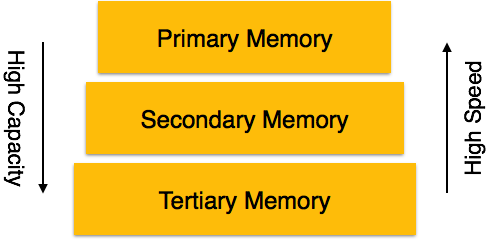 Primary Memory
High Capacity
Secondary Memory
High Speed
Tertiary Memory